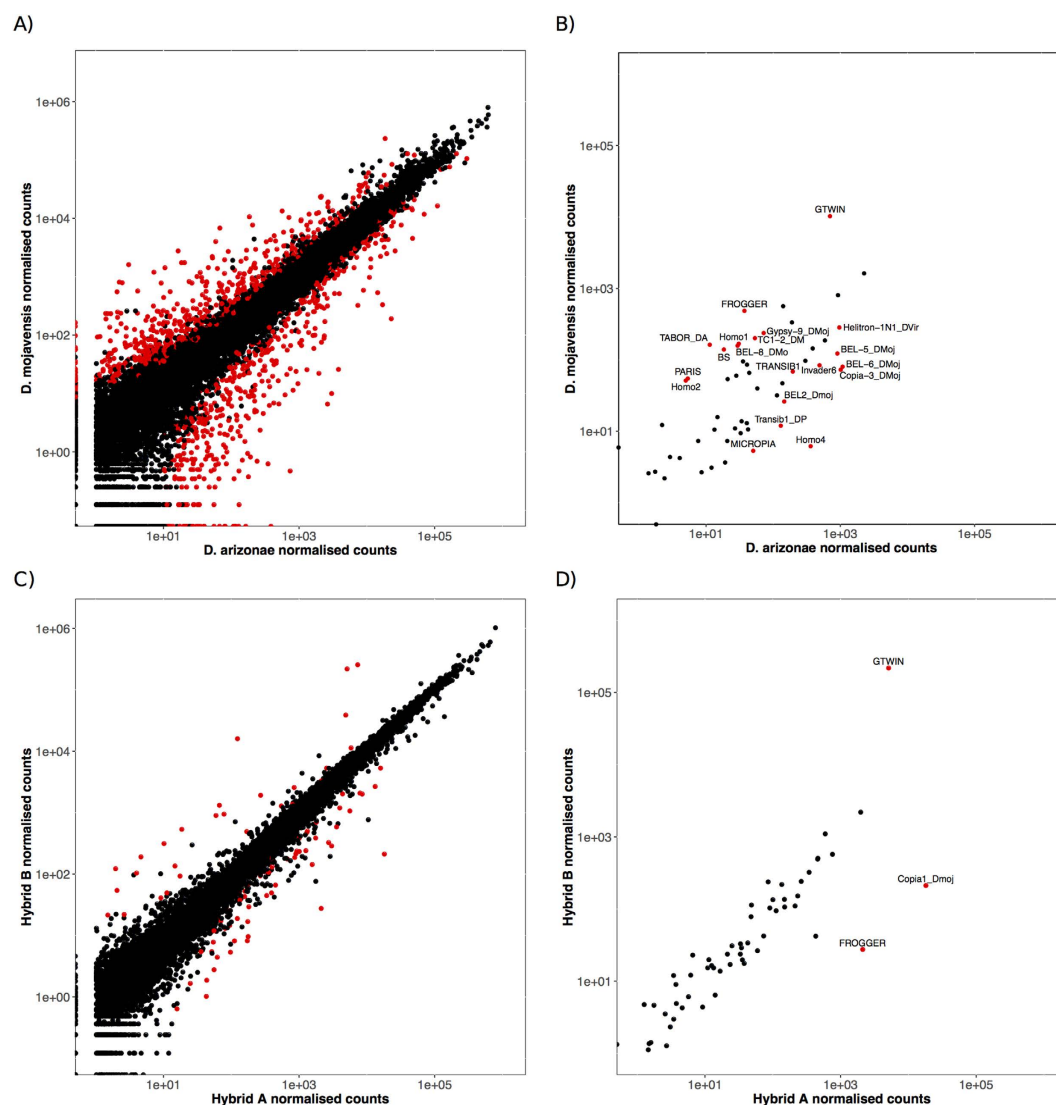 A)
D. mojavensis normalised counts
1e+06
1e+04
1e+02
1e+00
1e+01
1e+03
1e+05
D. arizonae normalised counts
B)
D. mojavensis normalised counts
1e+05
1e+03
1e+01
GTWIN
FROGGER
Helitron-1N1_DVir
Gypsy-9_DMoj
TC1-2_DM
TABOR_DA
Homo1
BS
BEL-8_DMo
BEL-5_DMoj
TRANSIB1
Invader6
BEL-6_DMoj
Copia-3_DMoj
PARIS
Homo2
BEL2_Dmoj
Transib1_DP
MICROPIA
Homo4
1e+01
1e+03
1e+05
D. arizonae normalised counts
C)
Hybrid B normalised counts
1e+06
1e+04
1e+02
1e+00
1e+01
1e+03
1e+05
Hybrid A normalised counts
D)
Hybrid B normalised counts
1e+05
1e+03
1e+01
GTWIN
Copia1_Dmoj
FROGGER
1e+01
1e+03
1e+05
Hybrid A normalised counts